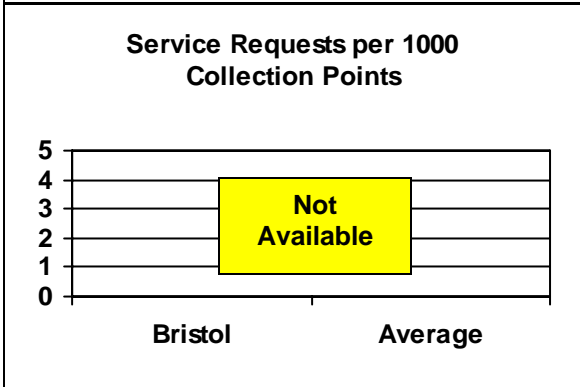 Service Requests per 1000
Collection Points
5
4
3
2
1
0
Not
Available
Bristol Average